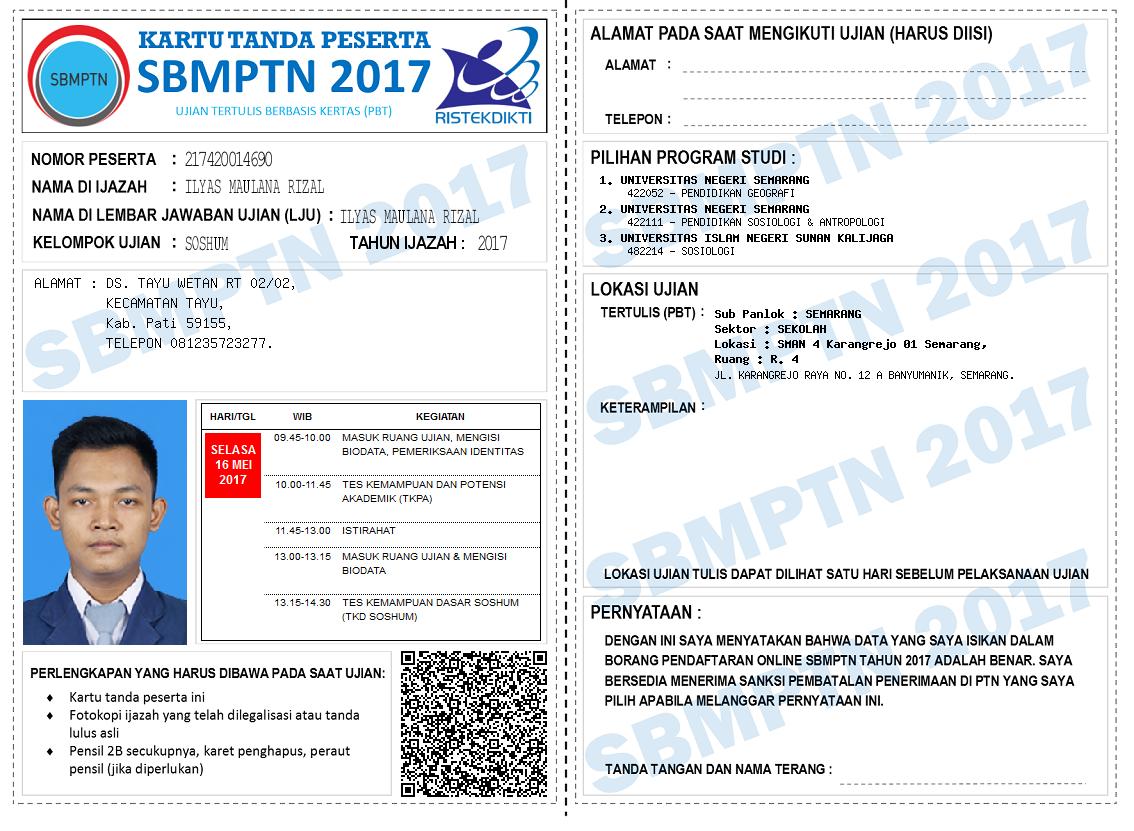 SBMPTN
KARTU TANDA PESERTA
SBMPTN 2017
UJIAN TERTULIS BERBASIS KERTAS (PBT)
RISTEKDIKTI
NOMOR PESERTA : 217420014690
NAMA DI IJAZAH : ILYAS MAULANA RIZAL
NAMA DI LEMBAR JAWABAN UJIAN (LJU) : ILYAS MAULANA RIZAL
KELOMPOK UJIAN : SOSHUM TAHUN IJAZAH : 2017
ALAMAT : DS. TAYU WETAN RT 02/02,
KECAMATAN TAYU,
Kab. Pati 59155,
TELEPON 081235723277.
SBMPTN 2017
HARI/TGL WIB KEGIATAN
SELASA
16 MEI
2017
09.45-10.00 MASUK RUANG UJIAN, MENGISI
BIODATA, PEMERIKSAAN IDENTITAS
10.00-11.45 TES KEMAMPUAN DAN POTENSI
AKADEMIK (TKPA)
11.45-13.00 ISTIRAHAT
13.00-13.15 MASUK RUANG UJIAN & MENGISI
BIODATA
13.15-14.30 TES KEMAMPUAN DASAR SOSHUM
(TKD SOSHUM)
PERLENGKAPAN YANG HARUS DIBAWA PADA SAAT UJIAN:
♦ Kartu tanda peserta ini
♦ Fotokopi ijazah yang telah dilegalisasi atau tanda
lulus asli
♦ Pensil 2B secukupnya, karet penghapus, peraut
pensil (jika diperlukan)
ALAMAT PADA SAAT MENGIKUTI UJIAN (HARUS DIISI)
ALAMAT :
TELEPON :
SBMPTN 2017
PILIHAN PROGRAM STUDI :
1. UNIVERSITAS NEGERI SEMARANG
422052 - PENDIDIKAN GEOGRAFI
2. UNIVERSITAS NEGERI SEMARANG
422111 - PENDIDIKAN SOSIOLOGI & ANTROPOLOGI
3. UNIVERSITAS ISLAM NEGERI SUNAN KALIJAGA
482214 - SOSIOLOGI
SBMPTN 2017
LOKASI UJIAN
TERTULIS (PBT) : Sub Panlok : SEMARANG
Sektor : SEKOLAH
Lokasi : SMAN 4 Karangrejo 01 Semarang,
Ruang : R. 4
JL. KARANGREJO RAYA NO. 12 A BANYUMANIK, SEMARANG.
KETERAMPILAN :
SBMPTN 2017
LOKASI UJIAN TULIS DAPAT DILIHAT SATU HARI SEBELUM PELAKSANAAN UJIAN
PERNYATAAN :
DENGAN INI SAYA MENYATAKAN BAHWA DATA YANG SAYA ISIKAN DALAM
BORANG PENDAFTARAN ONLINE SBMPTN TAHUN 2017 ADALAH BENAR. SAYA
BERSEDIA MENERIMA SANKSI PEMBATALAN PENERIMAAN DI PTN YANG SAYA
PILIH APABILA MELANGGAR PERNYATAAN INI.
SBMPTN 2017
TANDA TANGAN DAN NAMA TERANG :